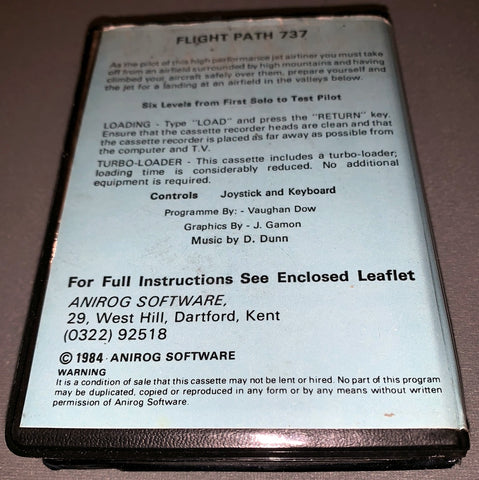 FLIGHT PATH 737
As the pilot of this high performance jet airliner you must take
off from an airfield surrounded by high mountains and having
climbed your aircraft safely over them, prepare yourself and
the jet for a landing at an airfield in the valleys below.
Six Levels from First Solo to Test Pilot
LOADING - Type "LOAD" and press the "RETURN" key.
Ensure that the cassette recorder heads are clean and that
the cassette recorder is placed as far away as possible from
the computer and T.V.
TURBO-LOADER - This cassette includes a turbo-loader;
loading time is considerably reduced. No additional
equipment is required.
Controls Joystick and Keyboard
Programme By: - Vaughan Dow
Graphics By - J. Gamon
Music by D. Dunn
For Full Instructions See Enclosed Leaflet
ANIROG SOFTWARE,
29, West Hill, Dartford, Kent
(0322) 92518
© 1984 ANIROG SOFTWARE
WARNING
It is a condition of sale that this cassette may not be lent or hired. No part of this program
may be duplicated, copied or reproduced in any form or by any means without written
permission of Anirog Software.